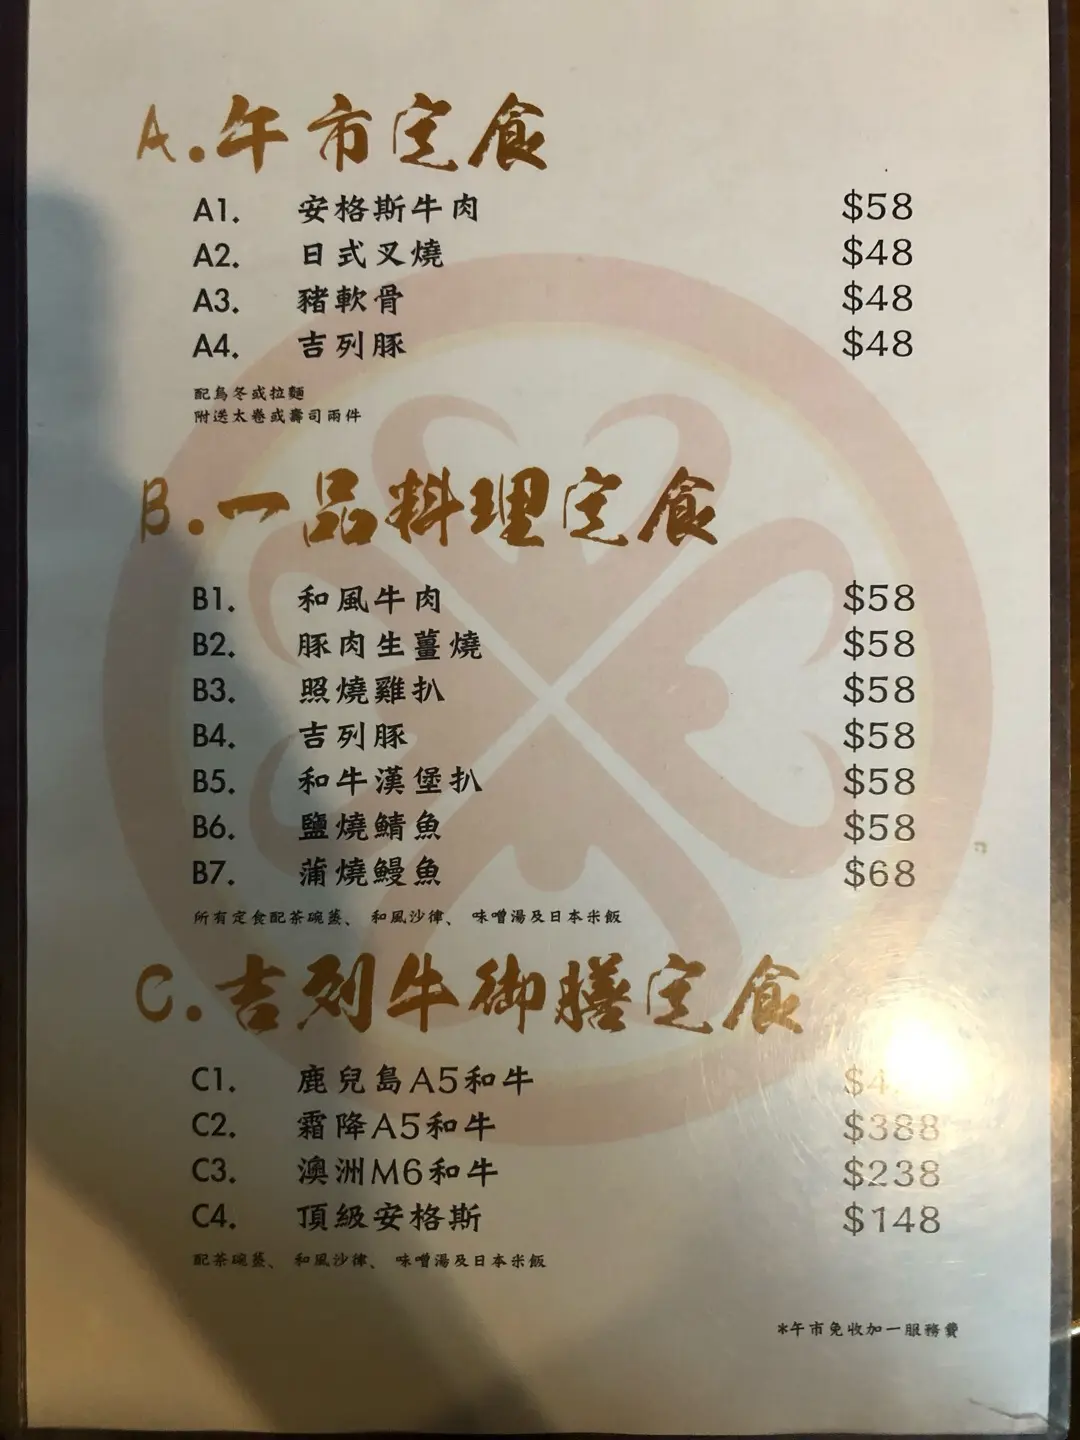 A.午市定食
A1. 安格斯牛肉 $58
A2. 日式叉燒 $48
A3. 豬軟骨 $48
A4. 吉列豚 $48
配烏冬或拉麵
附送太卷或壽司兩件
B.一品料理定食
B1. 和風牛肉 $58
B2. 豚肉生薑燒 $58
B3. 照燒雞扒 $58
B4. 吉列豚 $58
B5. 和牛漢堡扒 $58
B6. 鹽燒鯖魚 $58
B7. 蒲燒鰻魚 $68
所有定食配茶碗蒸、和風沙律、味噌湯及日本米飯
C.吉列牛御膳定食
C1. 鹿兒島A5和牛
C2. 霜降A5和牛 $388
C3. 澳洲M6和牛 $238
C4. 頂級安格斯 $148
配茶碗蒸、和風沙律、味噌湯及日本米飯
*午市免收加一服務費